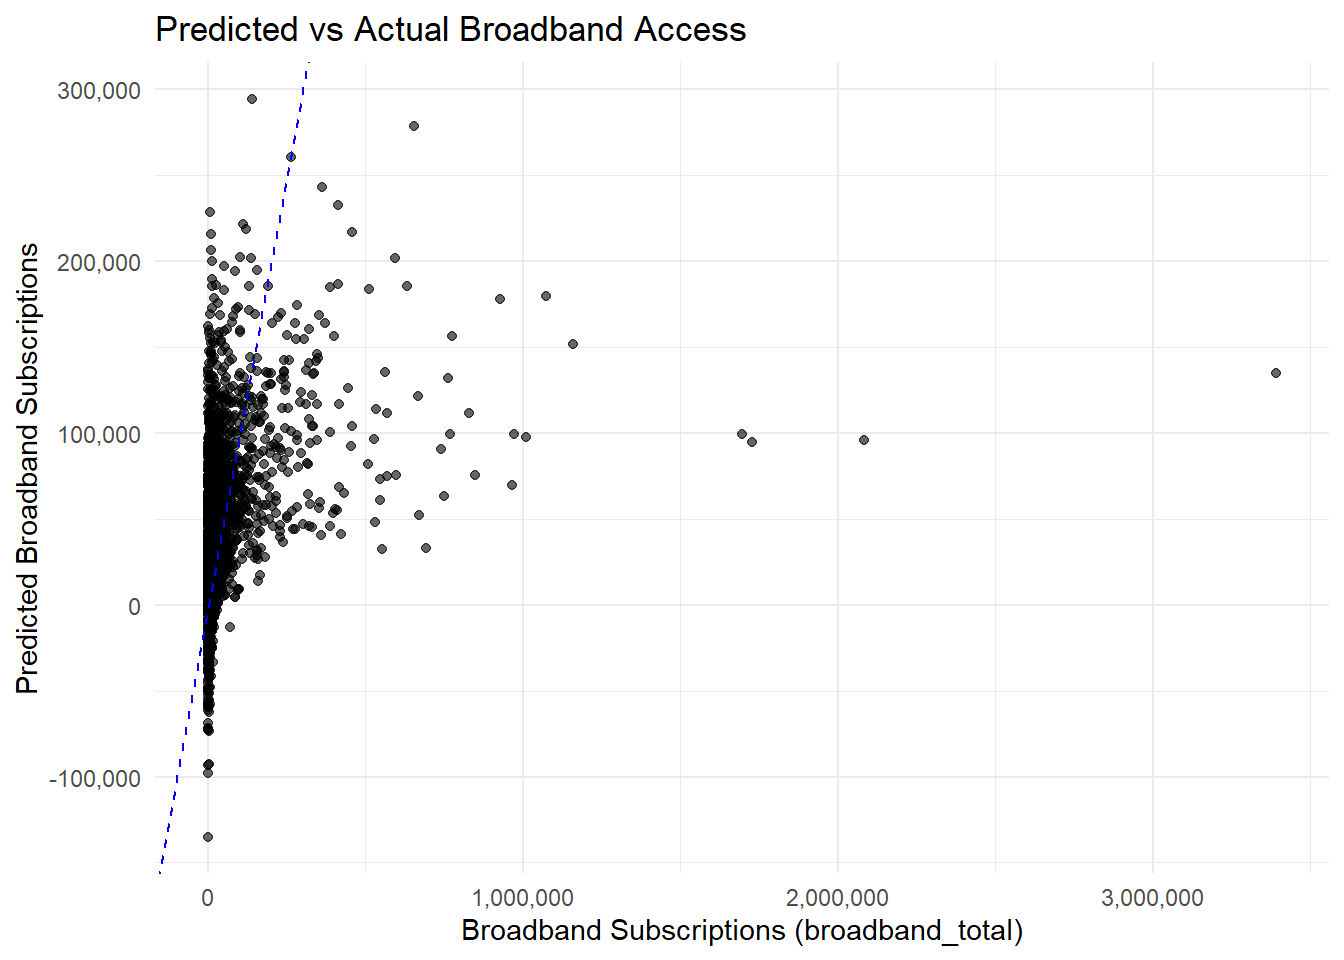 Predicted vs Actual Broadband Access
Predicted Broadband Subscriptions
300,000
200,000
100,000
0
-100,000
0 1,000,000 2,000,000 3,000,000
Broadband Subscriptions (broadband_total)